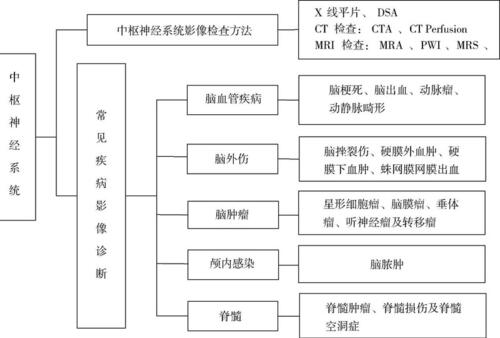 中枢神经系统
中枢神经系统影像检查方法
X 线平片、 DSA
CT 检查： CTA 、CT Perfusion
MRI 检查： MRA 、PWI 、MRS 、
常见疾病影像诊断
脑血管疾病
脑梗死、脑出血、动脉瘤、
动静脉畸形
脑外伤
脑挫裂伤、硬膜外血肿、硬
膜下血肿、蛛网膜网膜出血
脑肿瘤
星形细胞瘤、脑膜瘤、垂体
瘤、听神经瘤及转移瘤
颅内感染
脑脓肿
脊髓
脊髓肿瘤、脊髓损伤及脊髓
空洞症